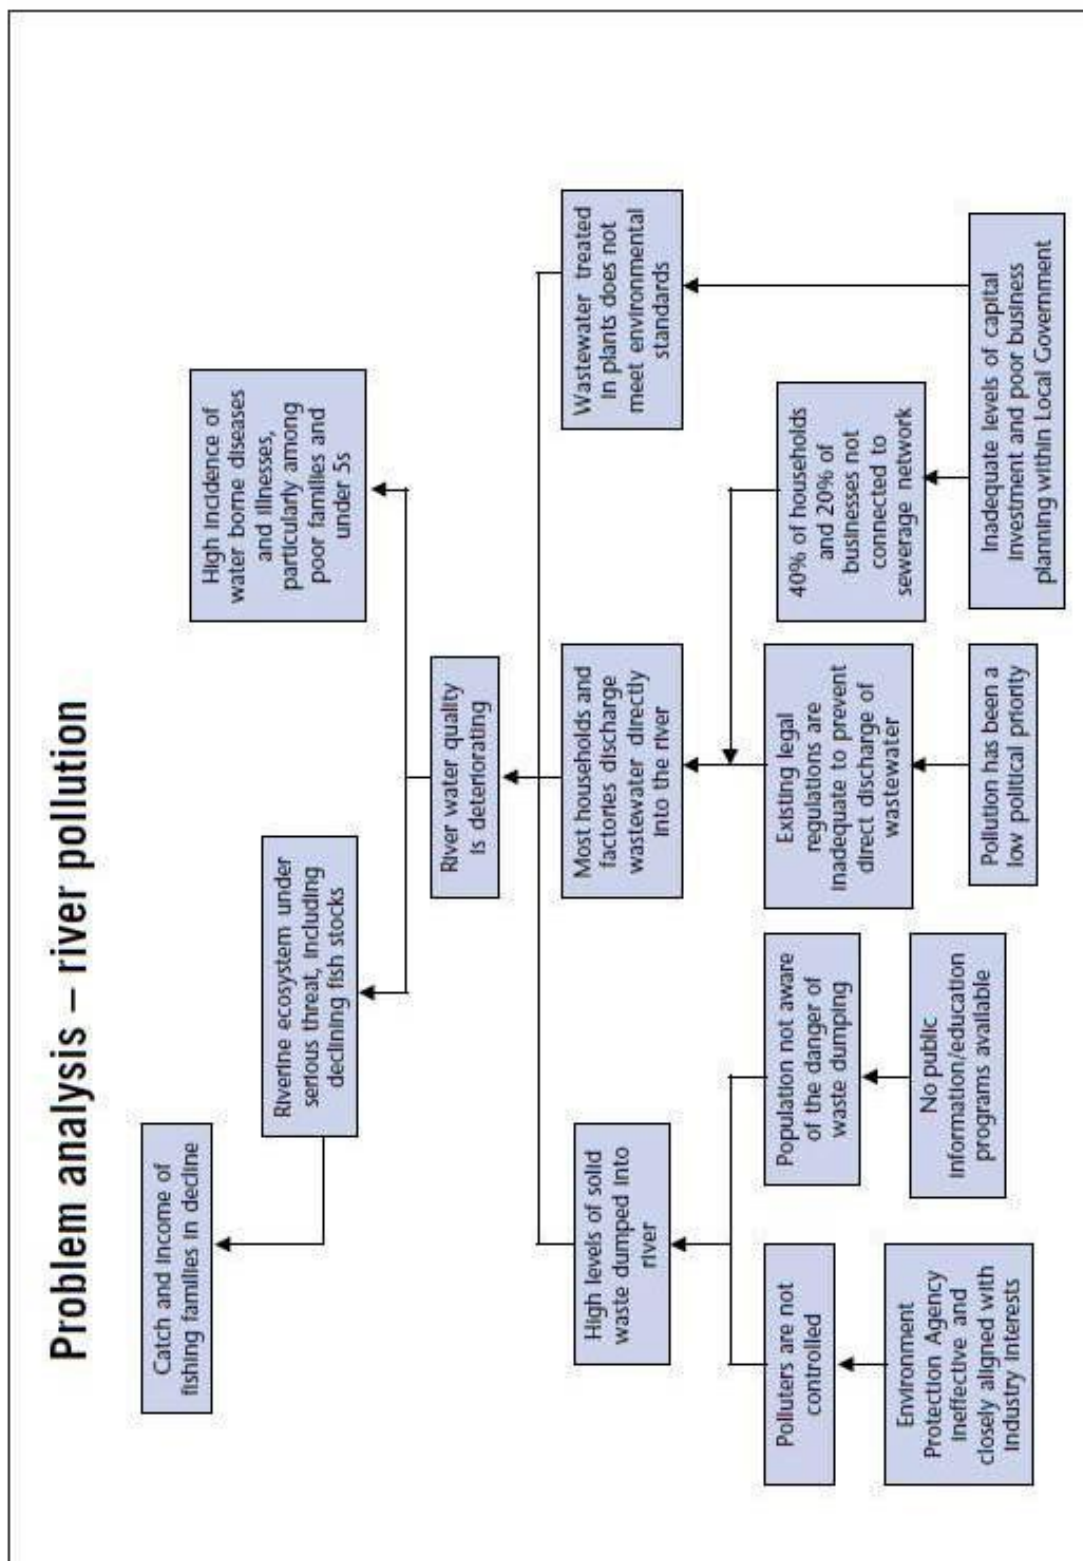 Problem analysis – river pollution
Catch and income of
fishing families in decline
Riverine ecosystem under
serious threat, including
declining fish stocks
High incidence of
water borne diseases
and illnesses,
particularly among
poor families and
under 5s
River water quality
is deteriorating
High levels of solid
waste dumped into
river
Most households and
factories discharge
wastewater directly
into the river
Wastewater treated
in plants does not
meet environmental
standards
Polluters are not
controlled
Population not aware
of the danger of
waste dumping
Existing legal
regulations are
inadequate to prevent
direct discharge of
wastewater
40% of households
and 20% of
businesses not
connected to
sewerage network
Environment
Protection Agency
ineffective and
closely aligned with
industry interests
No public
information/education
programs available
Pollution has been a
low political priority
Inadequate levels of capital
investment and poor business
planning within Local Government